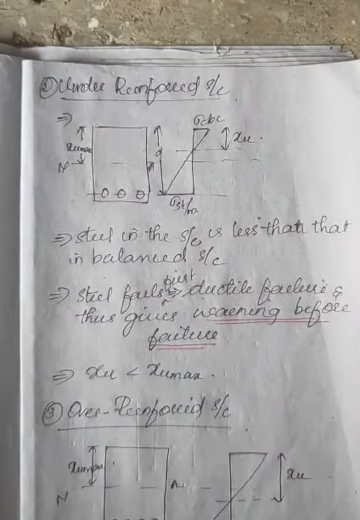 ② Under Reinforced s/c
⇒
σcbc
xumax
d
xu.
N
A
σst/m
⇒ steel in the s/c is less than that
in balanced s/c
⇒ steel fails first ⇒ ductile failure &
thus gives warning before
failure
⇒ xu < xumax.
③ Over-Reinforced s/c
xumax
xu
N
A